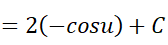 = 2(−cosu) + C